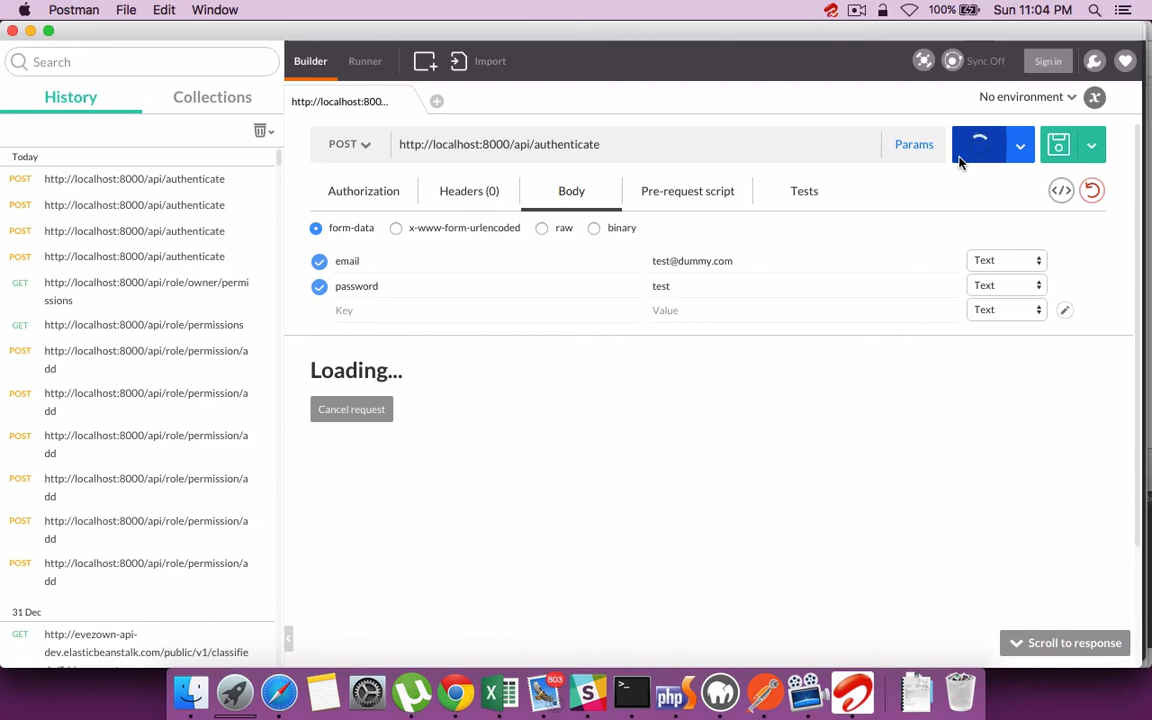 Postman File Edit Window 100% Sun 11:04 PM
Search
Builder Runner Import Sync Off Sign in
History Collections
http://localhost:800...
No environment
Today
POST http://localhost:8000/api/authenticate
POST http://localhost:8000/api/authenticate
POST http://localhost:8000/api/authenticate
POST http://localhost:8000/api/authenticate
GET http://localhost:8000/api/role/owner/permi
ssions
GET http://localhost:8000/api/role/permissions
POST http://localhost:8000/api/role/permission/a
dd
POST http://localhost:8000/api/role/permission/a
dd
POST http://localhost:8000/api/role/permission/a
dd
POST http://localhost:8000/api/role/permission/a
dd
POST http://localhost:8000/api/role/permission/a
dd
POST http://localhost:8000/api/role/permission/a
dd
31 Dec
GET http://evezown-api-
dev.elasticbeanstalk.com/public/v1/classifie
POST http://localhost:8000/api/authenticate Params
Authorization Headers (0) Body Pre-request script Tests
form-data x-www-form-urlencoded raw binary
email test@dummy.com Text
password test Text
Key Value Text
Loading...
Cancel request
Scroll to response
803
php